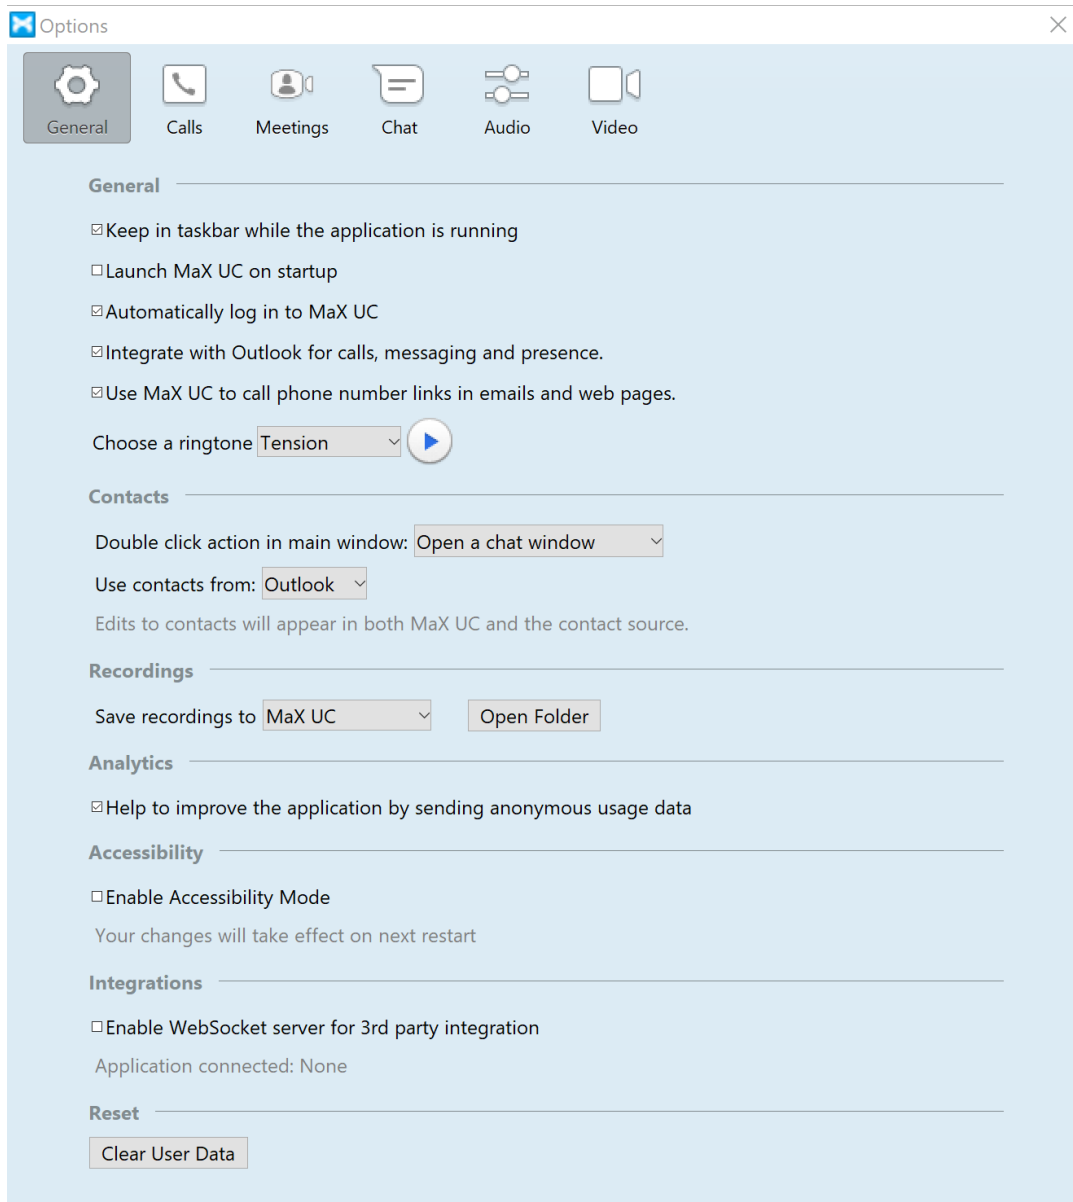 Options
General
Calls
Meetings
Chat
Audio
Video
General
Keep in taskbar while the application is running
Launch MaX UC on startup
Automatically log in to MaX UC
Integrate with Outlook for calls, messaging and presence.
Use MaX UC to call phone number links in emails and web pages.
Choose a ringtone Tension
Contacts
Double click action in main window: Open a chat window
Use contacts from: Outlook
Edits to contacts will appear in both MaX UC and the contact source.
Recordings
Save recordings to MaX UC Open Folder
Analytics
Help to improve the application by sending anonymous usage data
Accessibility
Enable Accessibility Mode
Your changes will take effect on next restart
Integrations
Enable WebSocket server for 3rd party integration
Application connected: None
Reset
Clear User Data